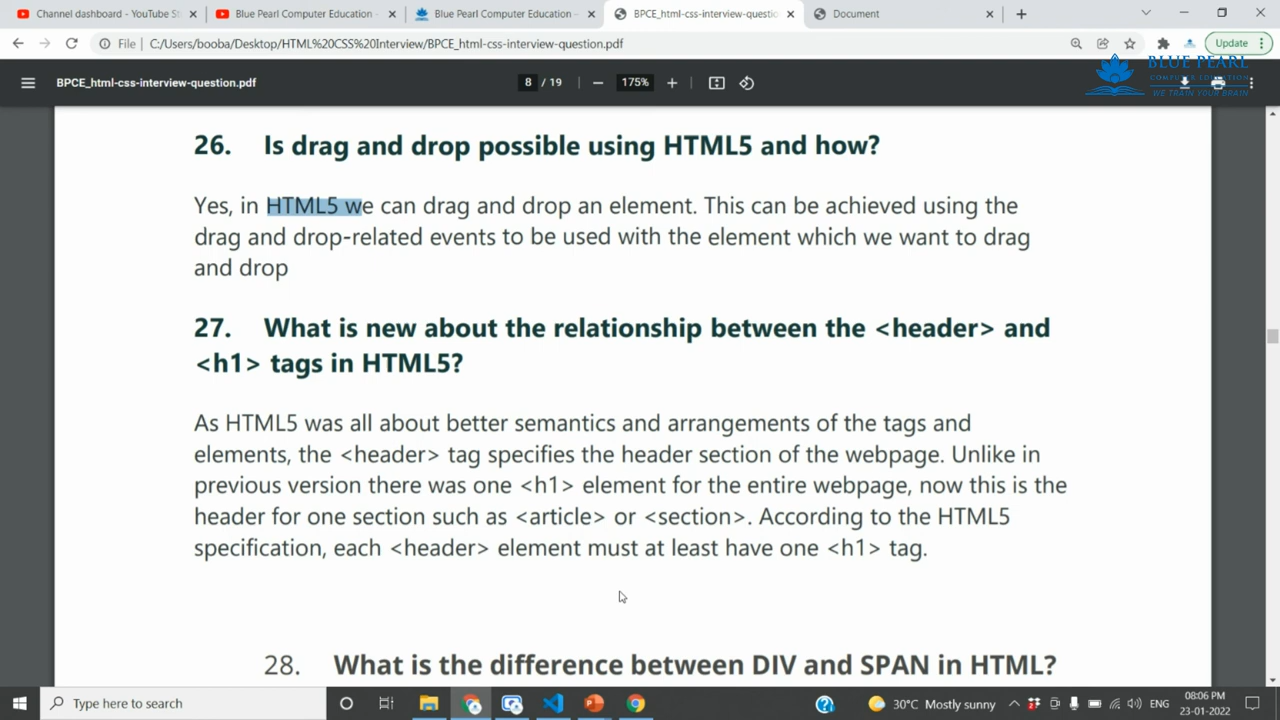 Channel dashboard - YouTube St
Blue Pearl Computer Education -
Blue Pearl Computer Education -
BPCE_html-css-interview-questio
Document
File
C:/Users/booba/Desktop/HTML%20CSS%20Interview/BPCE_html-css-interview-question.pdf
Update
BPCE_html-css-interview-question.pdf
8 / 19
175%
BLUE PEARL
COMPUTER EDUCATION
WE TRAIN YOUR BRAIN
26. Is drag and drop possible using HTML5 and how?
Yes, in HTML5 we can drag and drop an element. This can be achieved using the
drag and drop-related events to be used with the element which we want to drag
and drop
27. What is new about the relationship between the <header> and
<h1> tags in HTML5?
As HTML5 was all about better semantics and arrangements of the tags and
elements, the <header> tag specifies the header section of the webpage. Unlike in
previous version there was one <h1> element for the entire webpage, now this is the
header for one section such as <article> or <section>. According to the HTML5
specification, each <header> element must at least have one <h1> tag.
28. What is the difference between DIV and SPAN in HTML?
Type here to search
30°C Mostly sunny
ENG
08:06 PM
23-01-2022